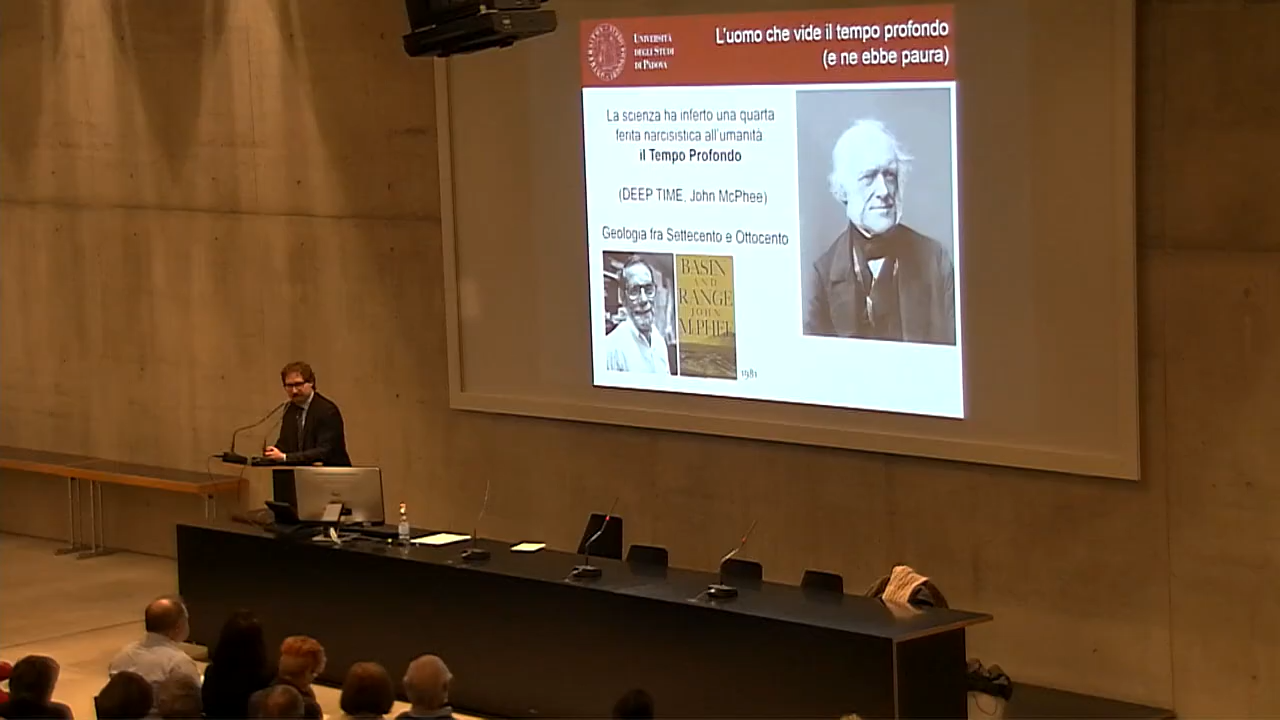 UNIVERSITÀ
DEGLI STUDI
DI PADOVA
L'uomo che vide il tempo profondo
(e ne ebbe paura)
La scienza ha inferto una quarta
ferita narcisistica all'umanità
il Tempo Profondo
(DEEP TIME, John McPhee)
Geologia fra Settecento e Ottocento
BASIN
AND
RANGE
JOHN
McPHEE
1981